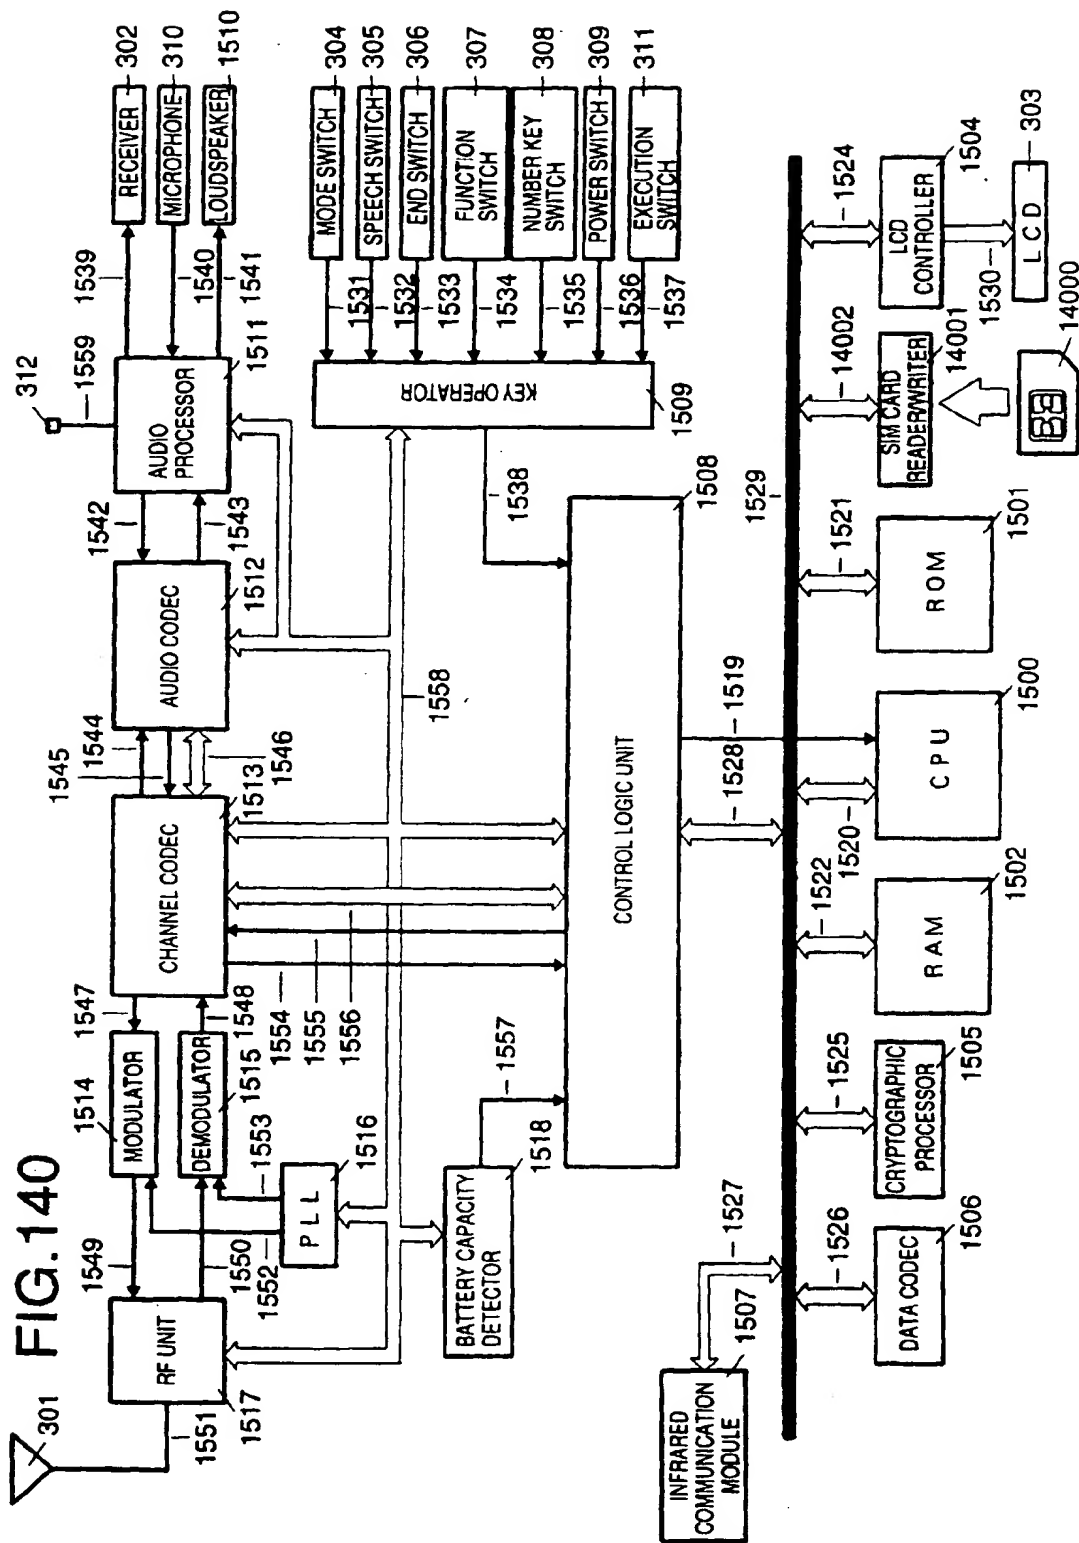 FIG.140
301
1551
1517
RF UNIT
1549
1550
1552
1514
MODULATOR
DEMODULATOR
1515
1553
P L L
1516
1547
1548
CHANNEL CODEC
1513
1545
1544
1546
AUDIO CODEC
1512
1542
1543
AUDIO
PROCESSOR
1511
312
1559
1539
1540
1541
RECEIVER
302
MICROPHONE
310
LOUDSPEAKER
1510
MODE SWITCH
304
SPEECH SWITCH
305
END SWITCH
306
FUNCTION
SWITCH
307
NUMBER KEY
SWITCH
308
POWER SWITCH
309
EXECUTION
SWITCH
311
1531
1532
1533
1534
1535
1536
1537
KEY OPERATOR
1509
1538
1558
1554
1555
1556
1557
BATTERY CAPACITY
DETECTOR
1518
CONTROL LOGIC UNIT
1508
1519
1528
1529
INFRARED
COMMUNICATION
MODULE
1507
1527
1526
DATA CODEC
1506
1525
CRYPTOGRAPHIC
PROCESSOR
1505
1522
RAM
1502
1520
C P U
1500
1521
ROM
1501
14002
SIM CARD
READER/WRITER
14001
14000
1524
LCD
CONTROLLER
1504
1530
L C D
303